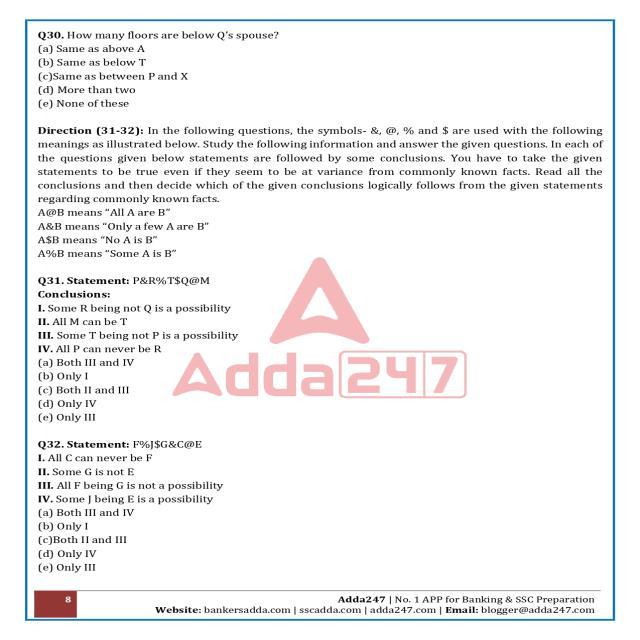 Q30. How many floors are below Q's spouse?
(a) Same as above A
(b) Same as below T
(c)Same as between P and X
(d) More than two
(e) None of these
Direction (31-32): In the following questions, the symbols- &, @, % and $ are used with the following
meanings as illustrated below. Study the following information and answer the given questions. In each of
the questions given below statements are followed by some conclusions. You have to take the given
statements to be true even if they seem to be at variance from commonly known facts. Read all the
conclusions and then decide which of the given conclusions logically follows from the given statements
regarding commonly known facts.
A@B means "All A are B"
A&B means "Only a few A are B"
A$B means "No A is B"
A%B means "Some A is B"
Q31. Statement: P&R%T$Q@M
Conclusions:
I. Some R being not Q is a possibility
II. All M can be T
III. Some T being not P is a possibility
IV. All P can never be R
(a) Both III and IV
(b) Only I
(c) Both II and III
(d) Only IV
(e) Only III
Adda247
Q32. Statement: F%J$G&C@E
I. All C can never be F
II. Some G is not E
III. All F being G is not a possibility
IV. Some J being E is a possibility
(a) Both III and IV
(b) Only I
(c)Both II and III
(d) Only IV
(e) Only III
8
Adda247 | No. 1 APP for Banking & SSC Preparation
Website: bankersadda.com | sscadda.com | adda247.com | Email: blogger@adda247.com